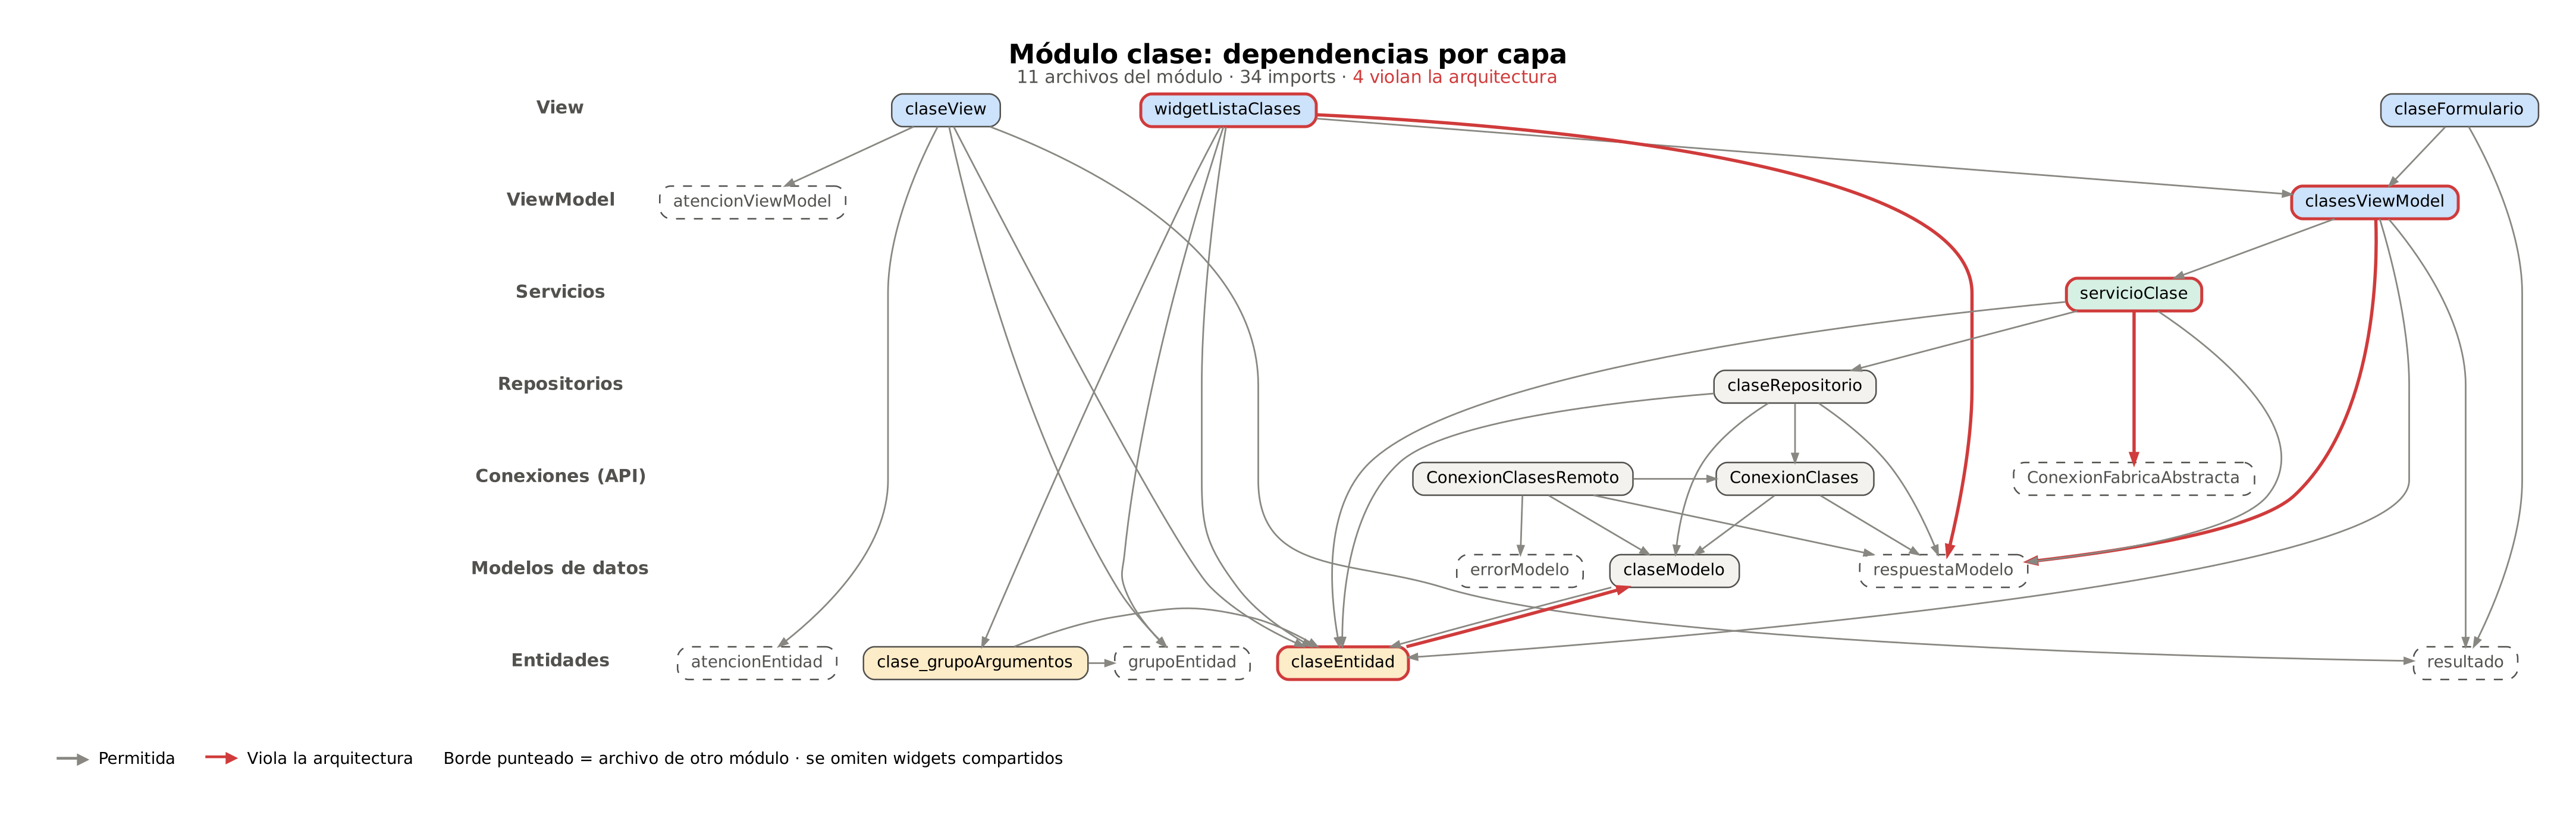 Módulo clase: dependencias por capa
11 archivos del módulo · 34 imports · 4 violan la arquitectura
View
claseView
widgetListaClases
claseFormulario
ViewModel
atencionViewModel
clasesViewModel
Servicios
servicioClase
Repositorios
claseRepositorio
Conexiones (API)
ConexionClasesRemoto
ConexionClases
ConexionFabricaAbstracta
Modelos de datos
errorModelo
claseModelo
respuestaModelo
Entidades
atencionEntidad
clase_grupoArgumentos
grupoEntidad
claseEntidad
resultado
Permitida
Viola la arquitectura
Borde punteado = archivo de otro módulo · se omiten widgets compartidos